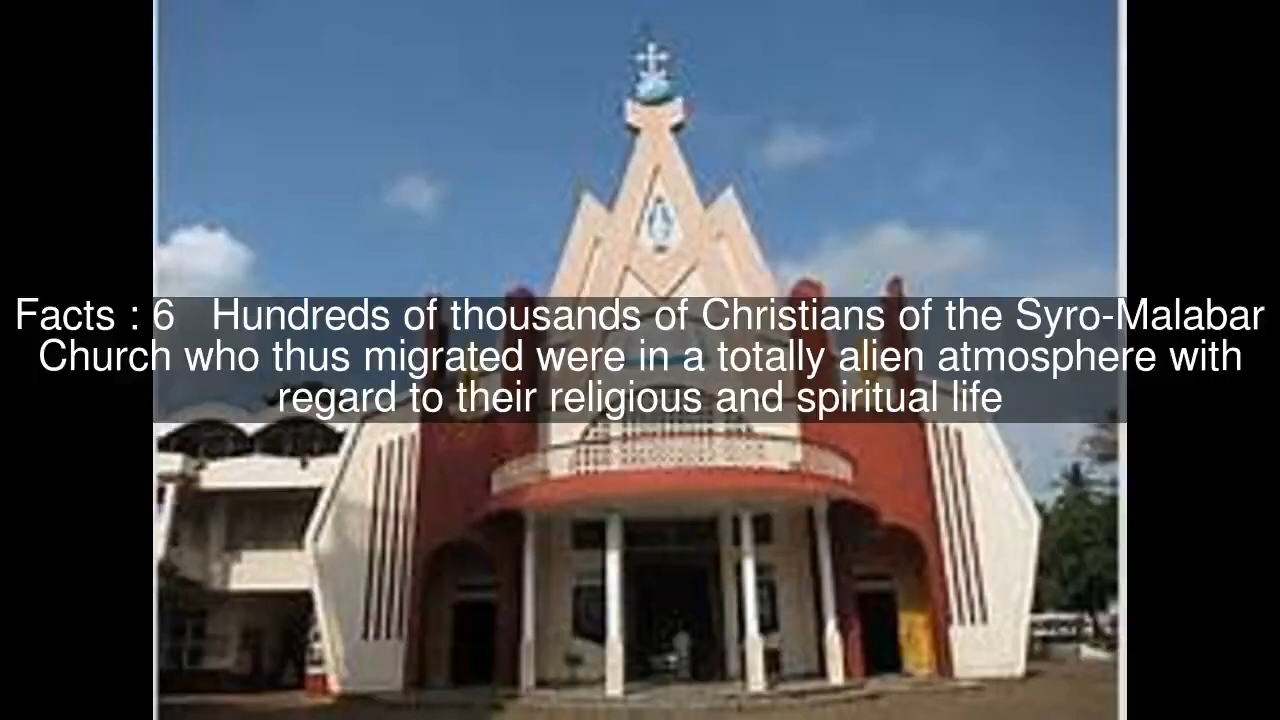 Facts : 6   Hundreds of thousands of Christians of the Syro-Malabar
Church who thus migrated were in a totally alien atmosphere with
regard to their religious and spiritual life